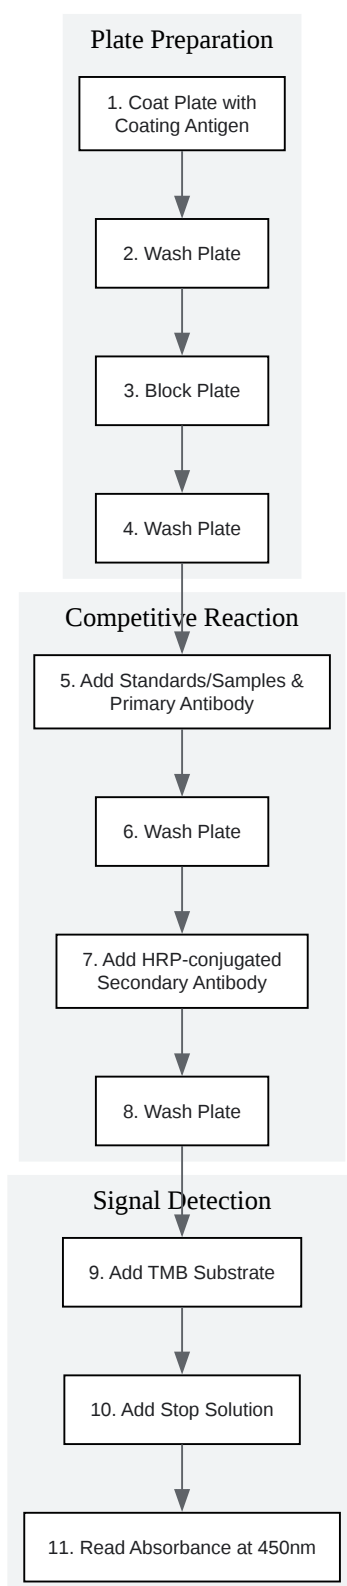 Plate Preparation
1. Coat Plate with
Coating Antigen
2. Wash Plate
3. Block Plate
4. Wash Plate
Competitive Reaction
5. Add Standards/Samples &
Primary Antibody
6. Wash Plate
7. Add HRP-conjugated
Secondary Antibody
8. Wash Plate
Signal Detection
9. Add TMB Substrate
10. Add Stop Solution
11. Read Absorbance at 450nm